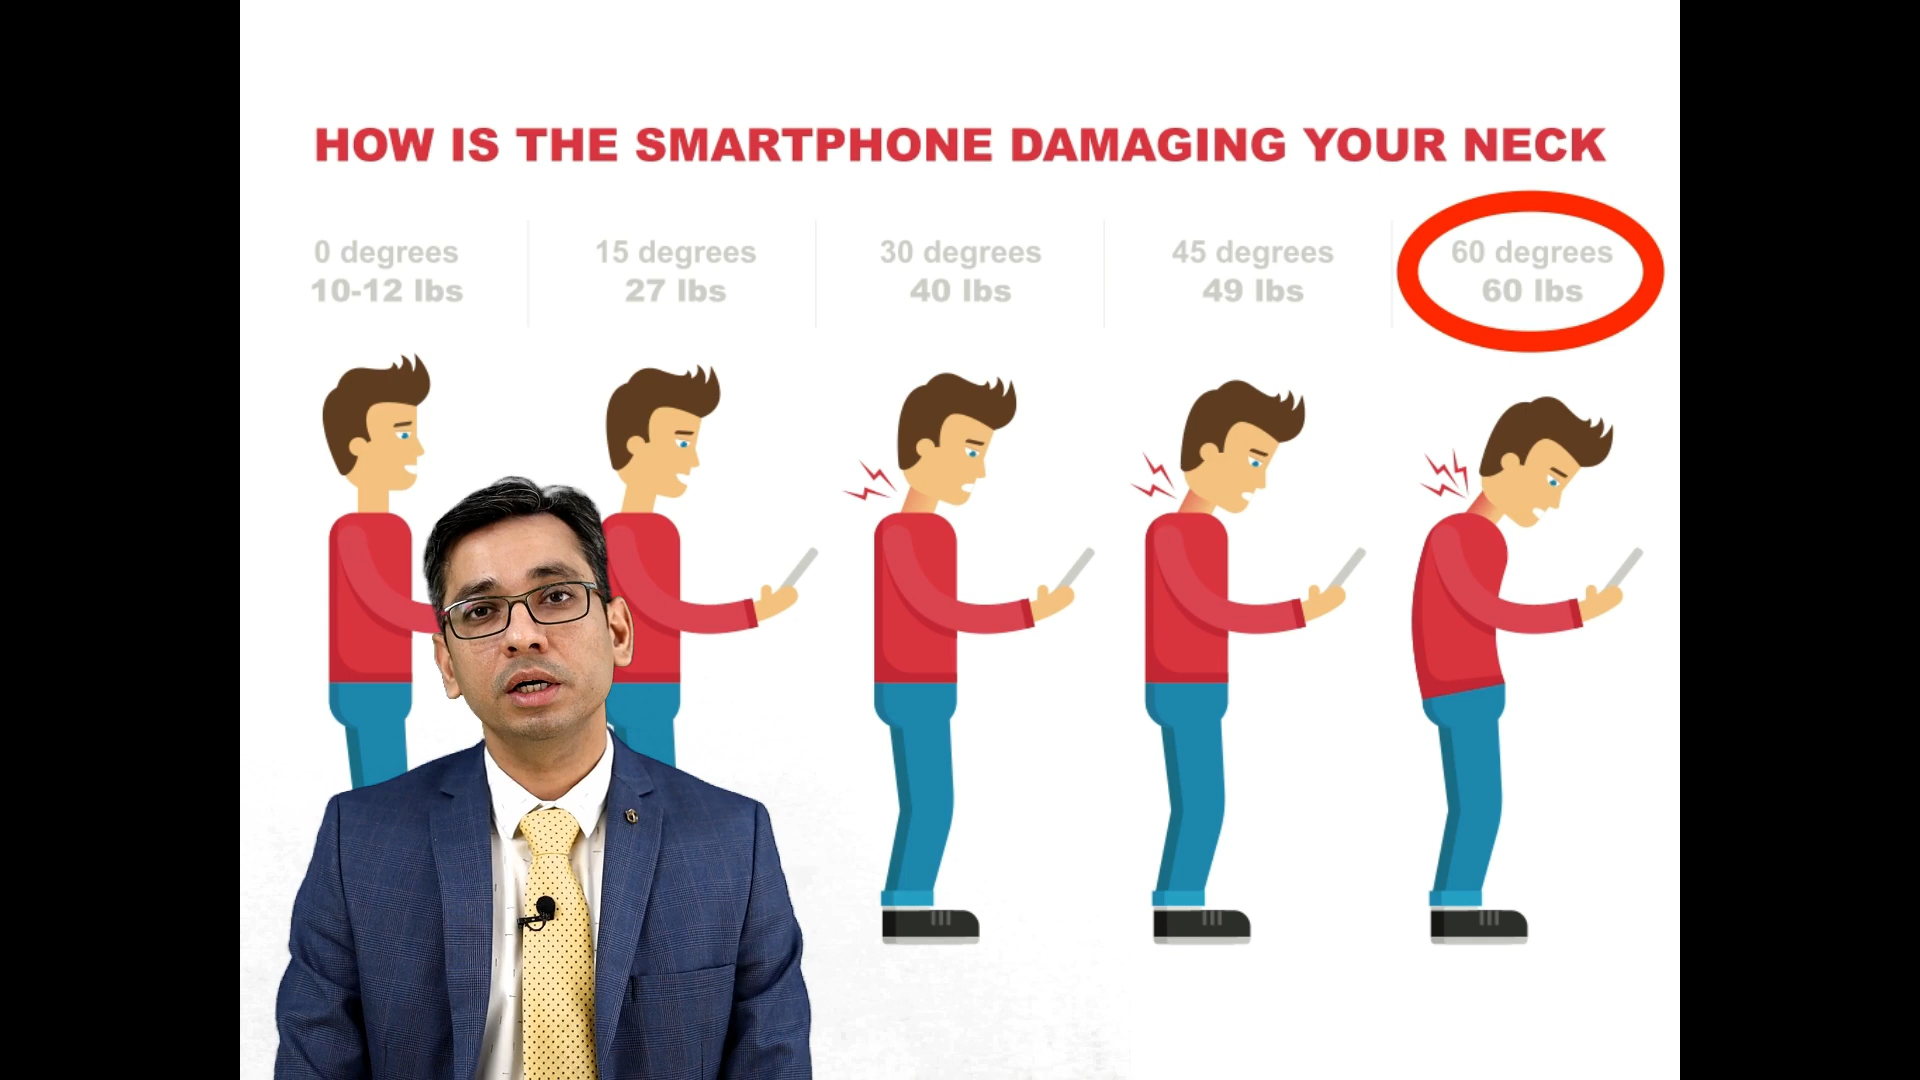 HOW IS THE SMARTPHONE DAMAGING YOUR NECK
0 degrees
10-12 lbs
15 degrees
27 lbs
30 degrees
40 lbs
45 degrees
49 lbs
60 degrees
60 lbs